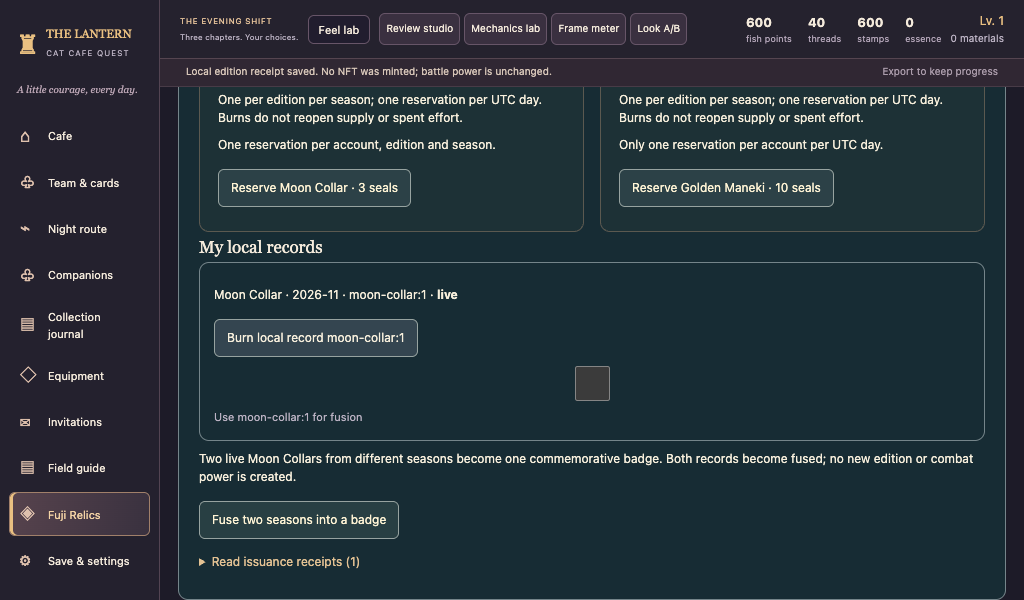 THE LANTERN
CAT CAFE QUEST
A little courage, every day.
Cafe
Team & cards
Night route
Companions
Collection
journal
Equipment
Invitations
Field guide
Fuji Relics
Save & settings
THE EVENING SHIFT
Three chapters. Your choices.
Feel lab
Review studio
Mechanics lab
Frame meter
Look A/B
600
fish points
40
threads
600
stamps
0
essence
Lv. 1
0 materials
Local edition receipt saved. No NFT was minted; battle power is unchanged.
Export to keep progress
One per edition per season; one reservation per UTC day.
Burns do not reopen supply or spent effort.
One reservation per account, edition and season.
Reserve Moon Collar · 3 seals
One per edition per season; one reservation per UTC day.
Burns do not reopen supply or spent effort.
Only one reservation per account per UTC day.
Reserve Golden Maneki · 10 seals
My local records
Moon Collar · 2026-11 · moon-collar:1 · live
Burn local record moon-collar:1
Use moon-collar:1 for fusion
Two live Moon Collars from different seasons become one commemorative badge. Both records become fused; no new edition or combat
power is created.
Fuse two seasons into a badge
Read issuance receipts (1)